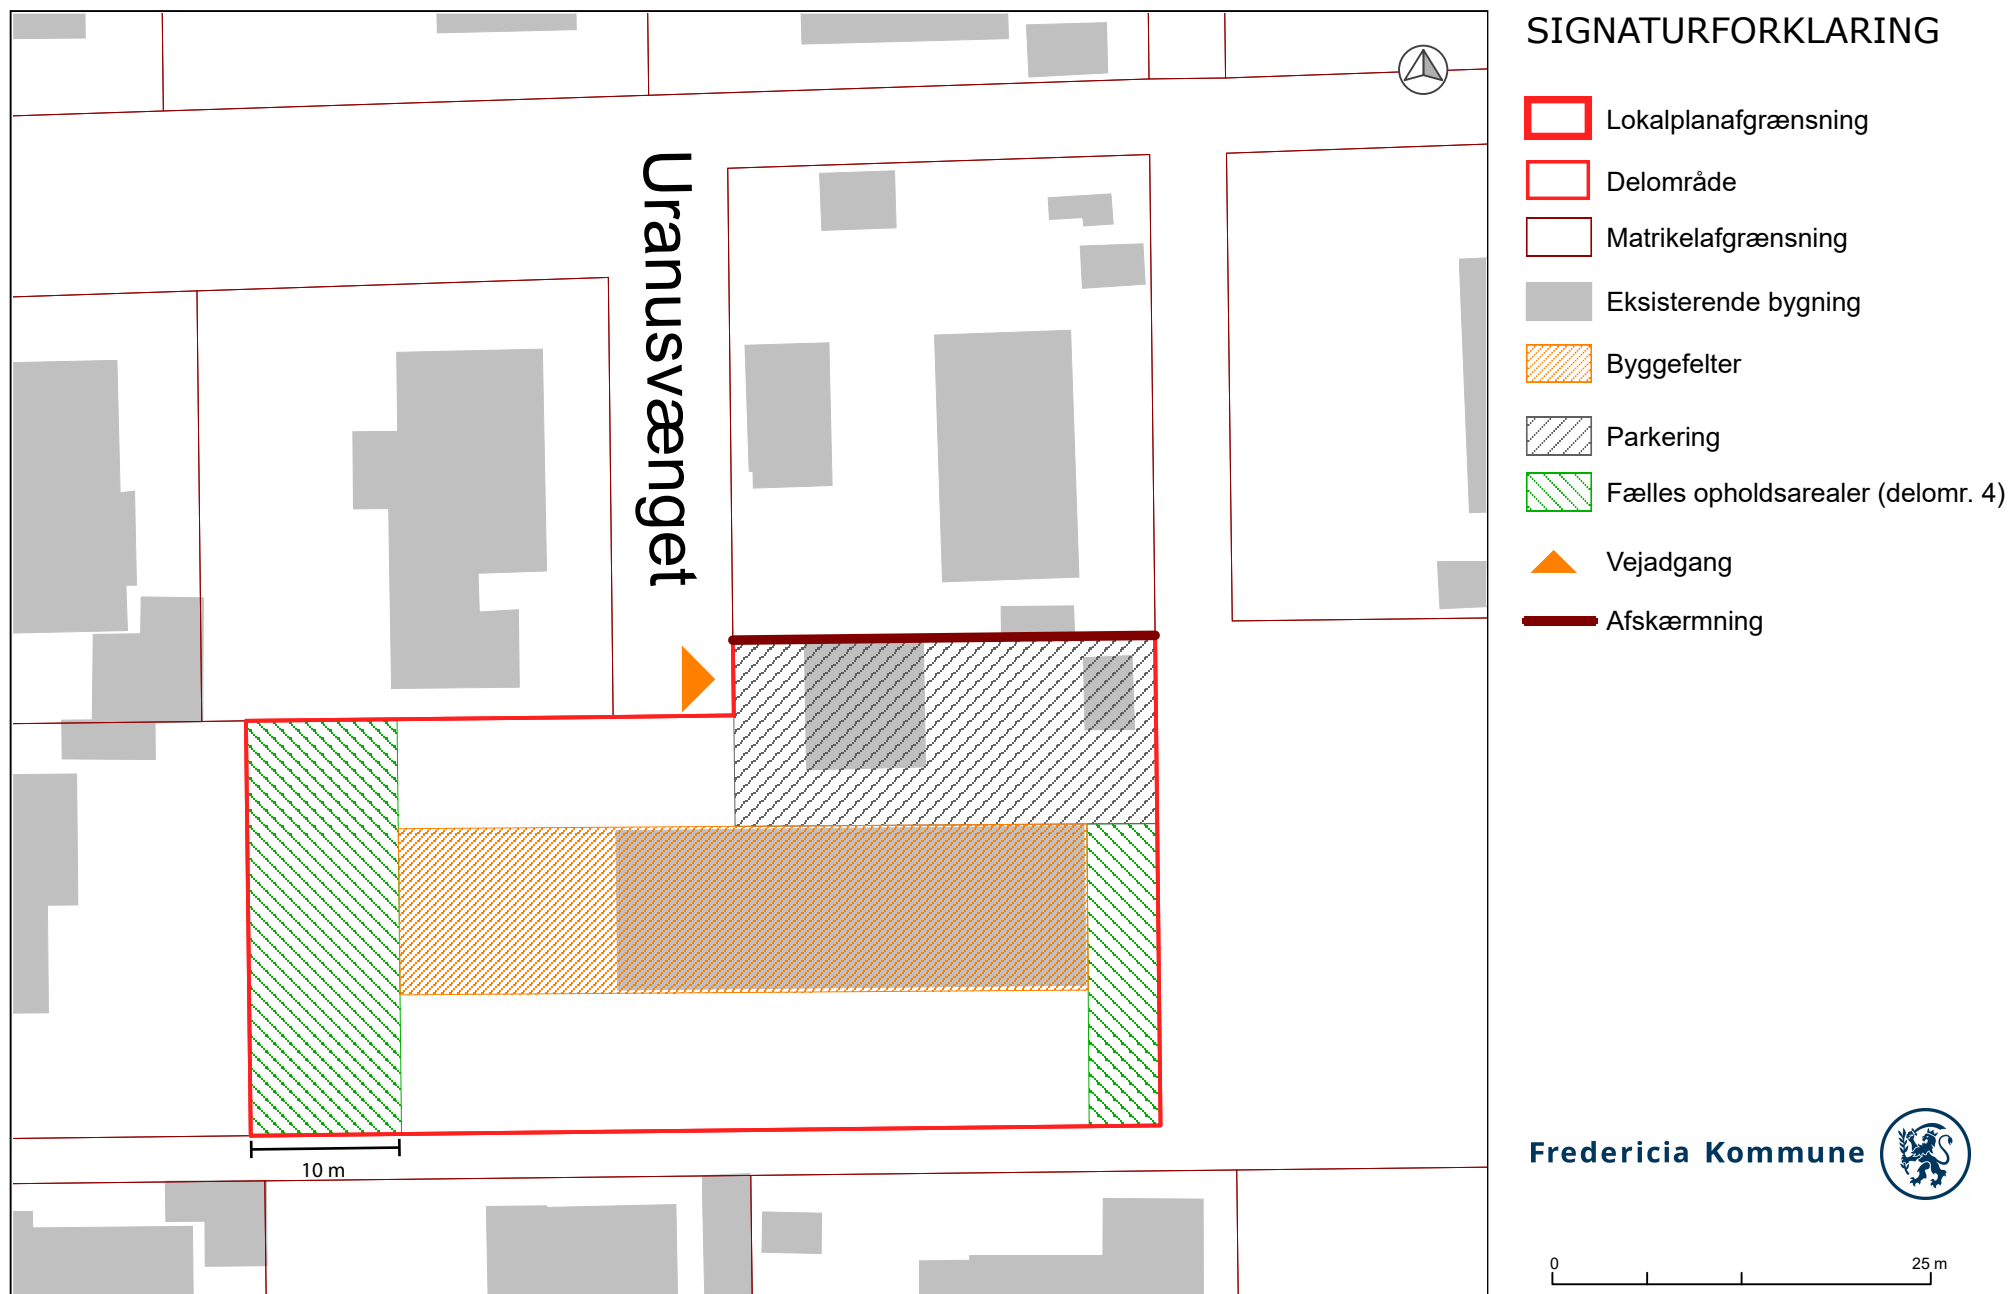 Uranusvænget
10 m
SIGNATURFORKLARING
Lokalplanafgrænsning
Delområde
Matrikelafgrænsning
Eksisterende bygning
Byggefelter
Parkering
Fælles opholdsarealer (delomr. 4)
Vejadgang
Afskærmning
Fredericia Kommune
0 25 m